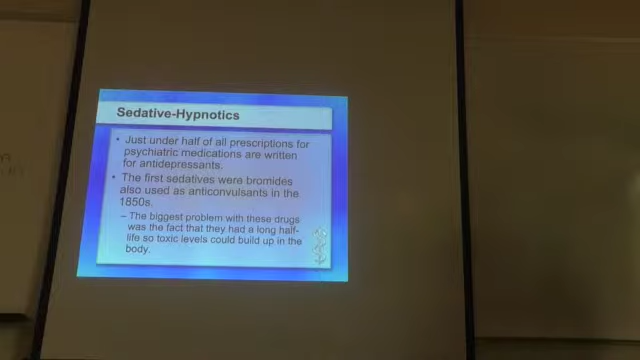 Sedative-Hypnotics
• Just under half of all prescriptions for
psychiatric medications are written
for antidepressants.
• The first sedatives were bromides
also used as anticonvulsants in the
1850s.
– The biggest problem with these drugs
was the fact that they had a long half-
life so toxic levels could build up in the
body.